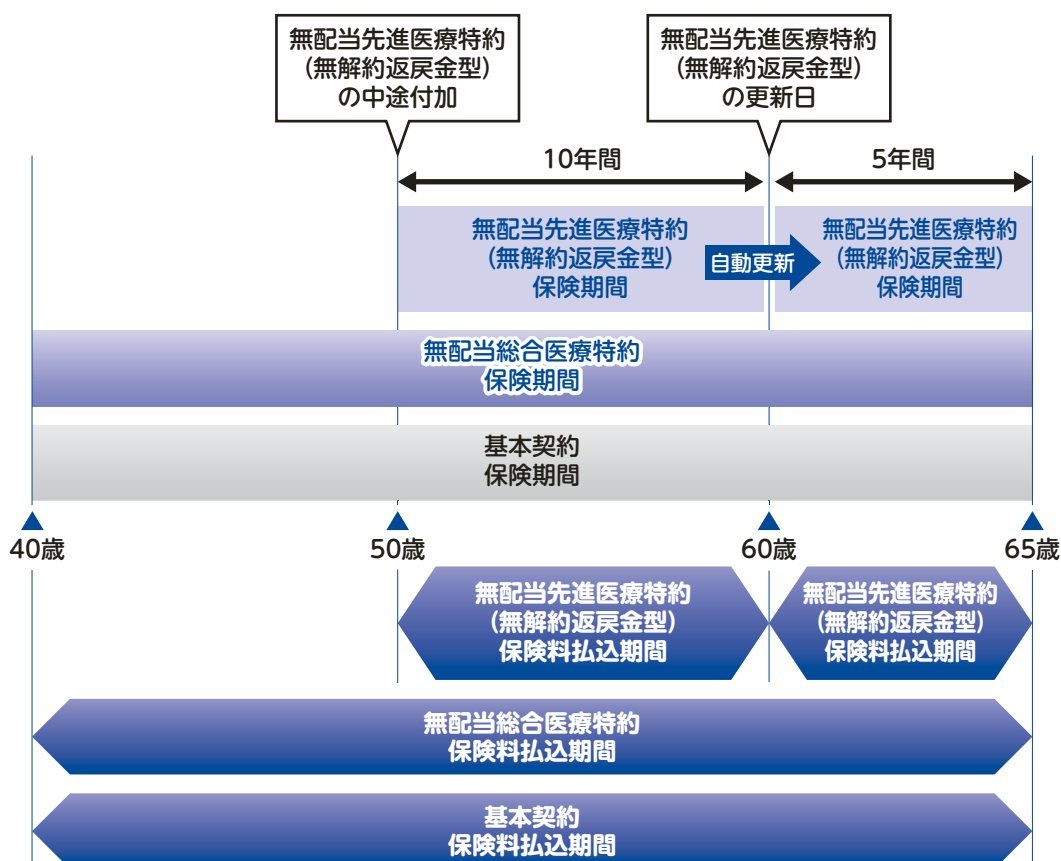 無配当先進医療特約
(無解約返戻金型)
の中途付加
無配当先進医療特約
(無解約返戻金型)
の更新日
10年間
5年間
無配当先進医療特約
(無解約返戻金型)
保険期間
自動更新
無配当先進医療特約
(無解約返戻金型)
保険期間
無配当総合医療特約
保険期間
基本契約
保険期間
40歳
50歳
60歳
65歳
無配当先進医療特約
(無解約返戻金型)
保険料払込期間
無配当先進医療特約
(無解約返戻金型)
保険料払込期間
無配当総合医療特約
保険料払込期間
基本契約
保険料払込期間